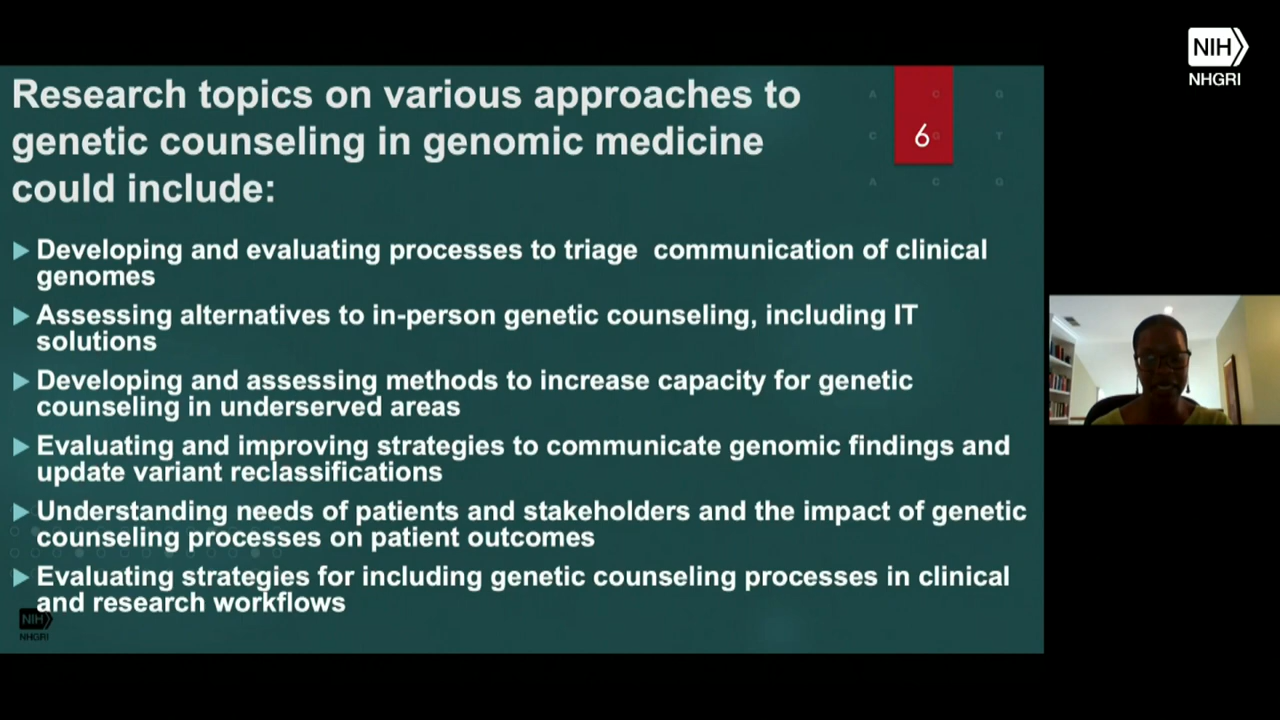 NIH
NHGRI
Research topics on various approaches to
genetic counseling in genomic medicine
could include:
6
A C G
C G T
A C G
Developing and evaluating processes to triage  communication of clinical
genomes
Assessing alternatives to in-person genetic counseling, including IT
solutions
Developing and assessing methods to increase capacity for genetic
counseling in underserved areas
Evaluating and improving strategies to communicate genomic findings and
update variant reclassifications
Understanding needs of patients and stakeholders and the impact of genetic
counseling processes on patient outcomes
Evaluating strategies for including genetic counseling processes in clinical
and research workflows
NIH
NHGRI